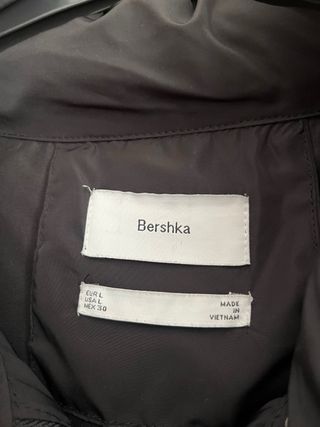 Bershka
EUR L
USA L
MEX 30
MADE
IN
VIETNAM